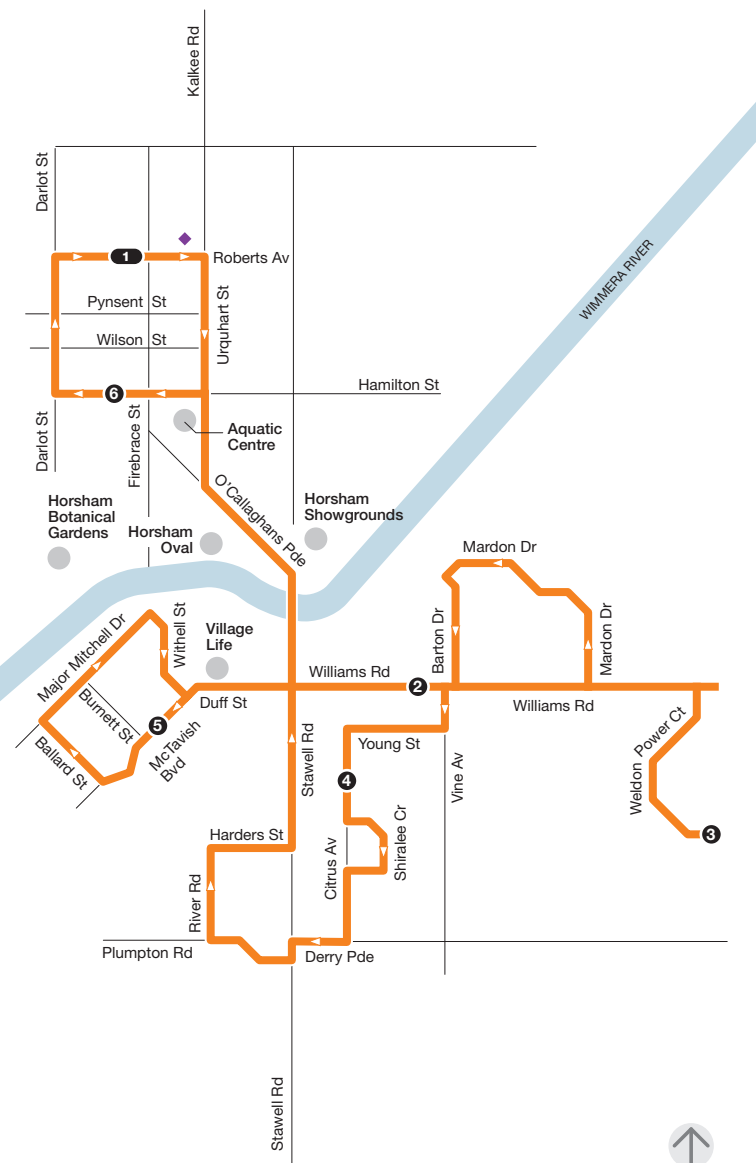 Kalkee Rd
Darlot St
1
Roberts Av
Pynsent St
Urquhart St
Wilson St
WIMMERA RIVER
6
Hamilton St
Darlot St
Firebrace St
Aquatic
Centre
O'Callaghans Pde
Horsham
Botanical
Gardens
Horsham
Oval
Horsham
Showgrounds
Mardon Dr
Major Mitchell Dr
Withell St
Village
Life
Barton Dr
Mardon Dr
Williams Rd
2
Williams Rd
Duff St
Burnett St
5
McTavish
Bvd
Ballard St
Stawell Rd
Young St
Vine Av
Weldon Power Ct
4
3
Harders St
Citrus Av
Shiralee Cr
River Rd
Plumpton Rd
Derry Pde
Stawell Rd